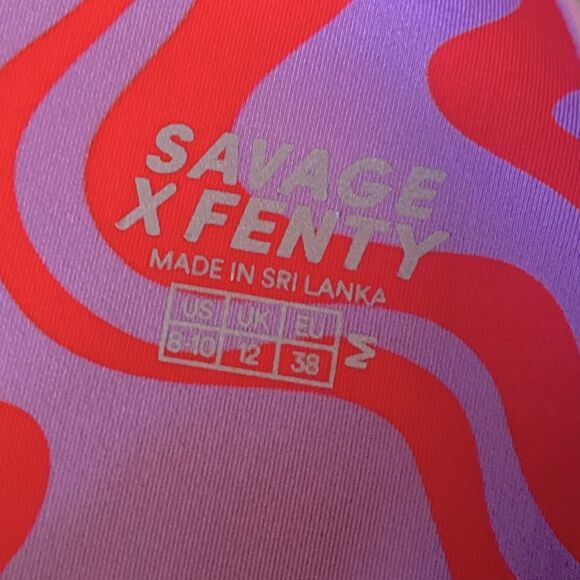 SAVAGE
X FENTY
MADE IN SRI LANKA
US UK EU
8-10 12 38
M